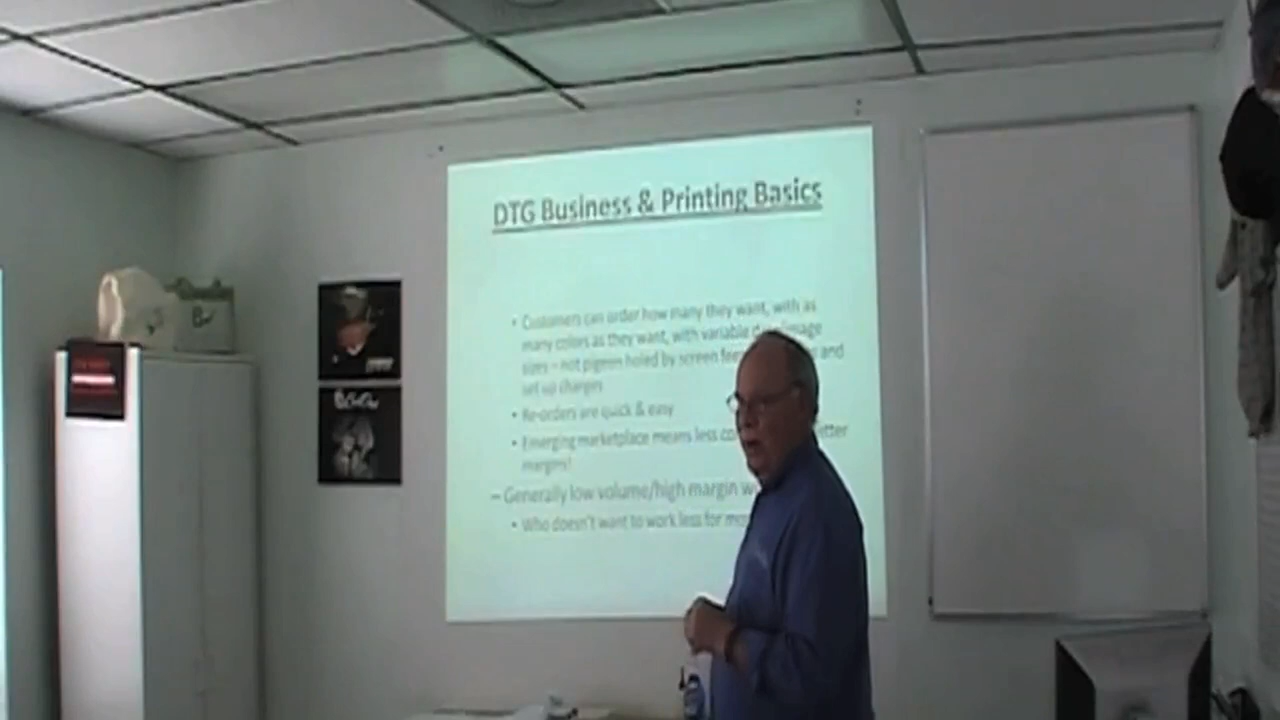 DTG Business & Printing Basics
• Customers can order how many they want, with as
many colors as they want, with variable image
sizes – not pigeon holed by screen and
set up charges
• Re-orders are quick & easy
• Emerging marketplace means less
margins!
– Generally low volume/high margin
• Who doesn't want to work less for